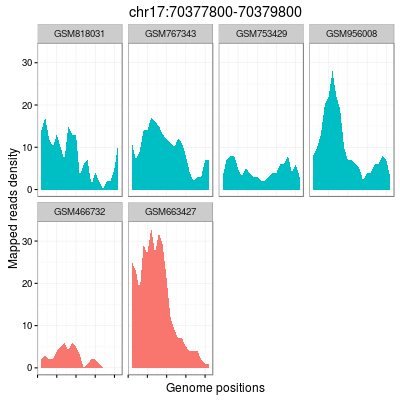 chr17:70377800-70379800
GSM818031 GSM767343 GSM753429 GSM956008
30
20
10
0
Mapped reads density
GSM466732 GSM663427
30
20
10
0
Genome positions